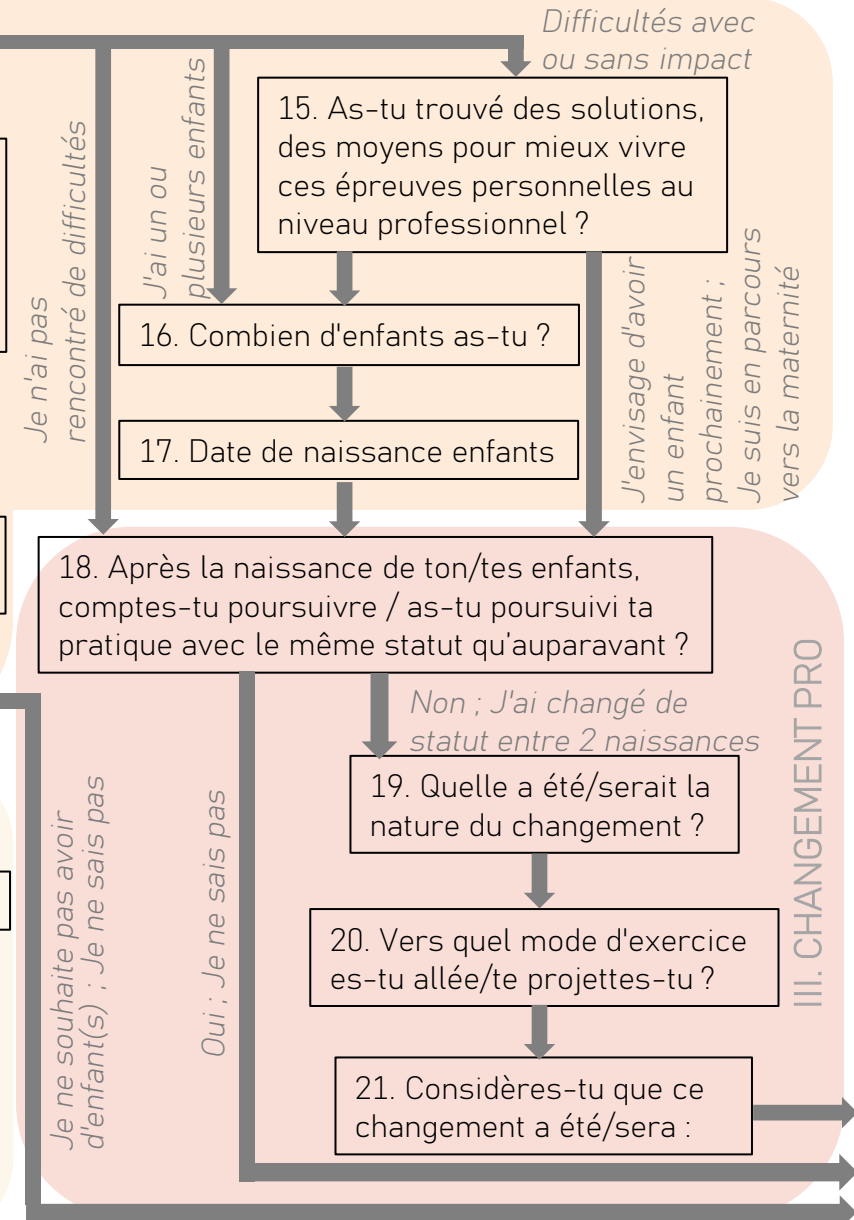 Difficultés avec
ou sans impact
15. As-tu trouvé des solutions,
des moyens pour mieux vivre
ces épreuves personnelles au
niveau professionnel ?
Je n'ai pas
rencontré de difficultés
J'ai un ou
plusieurs enfants
16. Combien d'enfants as-tu ?
17. Date de naissance enfants
J'envisage d'avoir
un enfant
prochainement ;
Je suis en parcours
vers la maternité
18. Après la naissance de ton/tes enfants,
comptes-tu poursuivre / as-tu poursuivi ta
pratique avec le même statut qu'auparavant ?
Non ; J'ai changé de
statut entre 2 naissances
19. Quelle a été/serait la
nature du changement ?
20. Vers quel mode d'exercice
es-tu allée/te projettes-tu ?
21. Considères-tu que ce
changement a été/sera :
Je ne souhaite pas avoir
d'enfant(s) ; Je ne sais pas
Oui ; Je ne sais pas
III. CHANGEMENT PRO